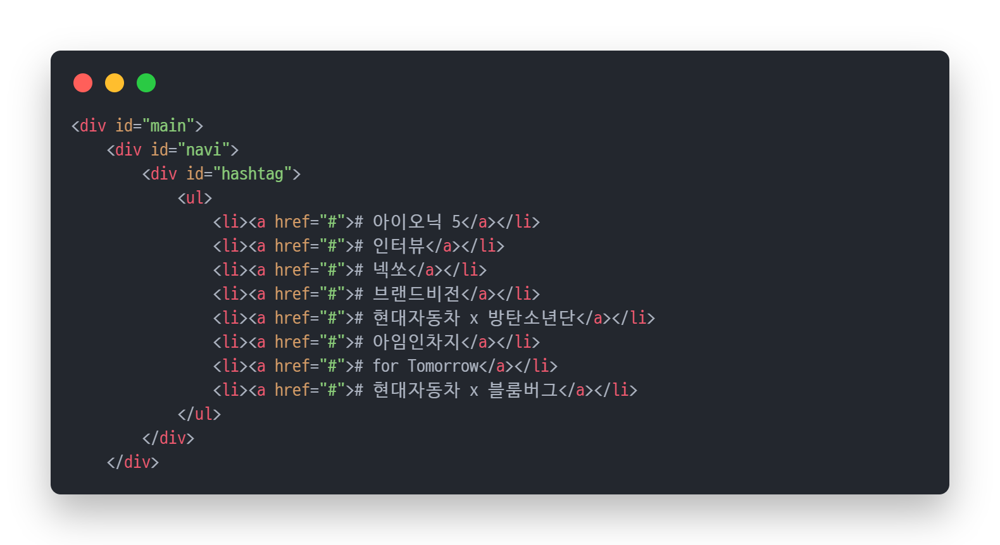 <div id="main">
    <div id="navi">
        <div id="hashtag">
            <ul>
                <li><a href="#"># 아이오닉 5</a></li>
                <li><a href="#"># 인터뷰</a></li>
                <li><a href="#"># 넥쏘</a></li>
                <li><a href="#"># 브랜드비전</a></li>
                <li><a href="#"># 현대자동차 x 방탄소년단</a></li>
                <li><a href="#"># 아임인차지</a></li>
                <li><a href="#"># for Tomorrow</a></li>
                <li><a href="#"># 현대자동차 x 블룸버그</a></li>
            </ul>
        </div>
    </div>